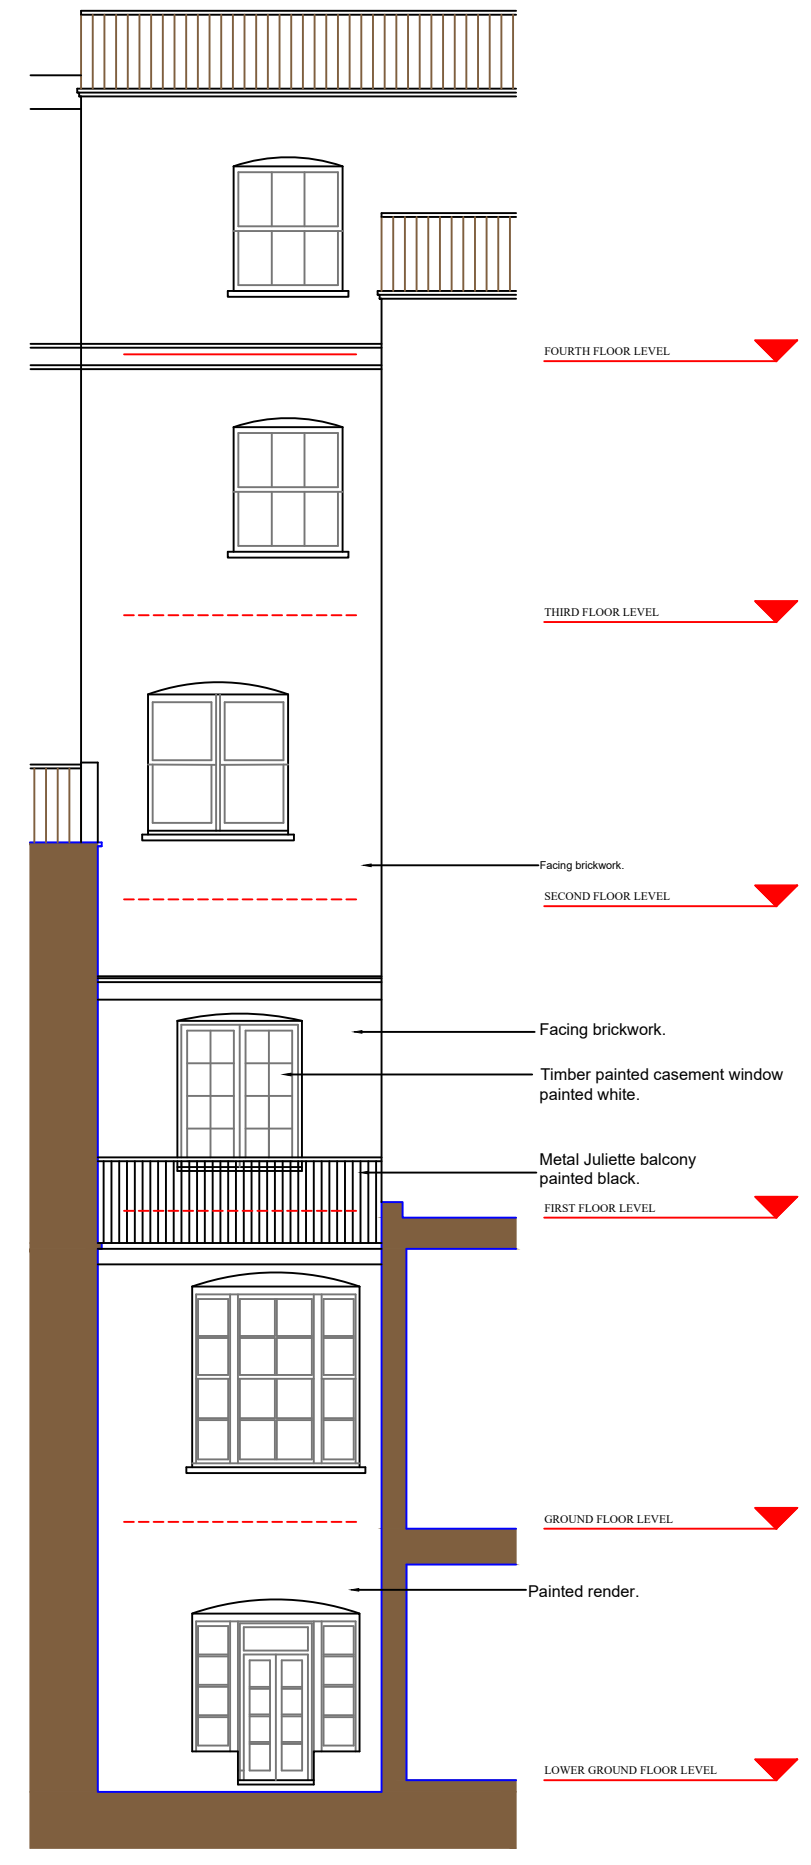 FOURTH FLOOR LEVEL
THIRD FLOOR LEVEL
Facing brickwork.
SECOND FLOOR LEVEL
Facing brickwork.
Timber painted casement window
painted white.
Metal Juliette balcony
painted black.
FIRST FLOOR LEVEL
GROUND FLOOR LEVEL
Painted render.
LOWER GROUND FLOOR LEVEL